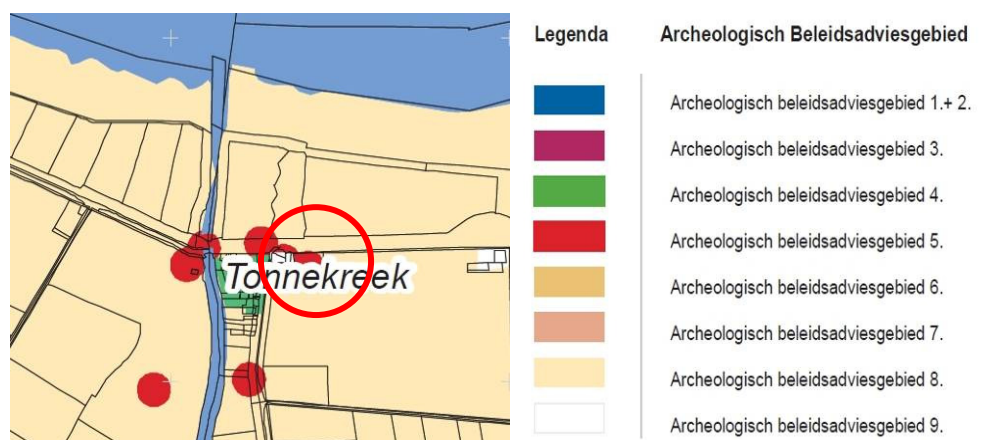 Tonnekreek
Legenda Archeologisch Beleidsadviesgebied
Archeologisch beleidsadviesgebied 1.+ 2.
Archeologisch beleidsadviesgebied 3.
Archeologisch beleidsadviesgebied 4.
Archeologisch beleidsadviesgebied 5.
Archeologisch beleidsadviesgebied 6.
Archeologisch beleidsadviesgebied 7.
Archeologisch beleidsadviesgebied 8.
Archeologisch beleidsadviesgebied 9.